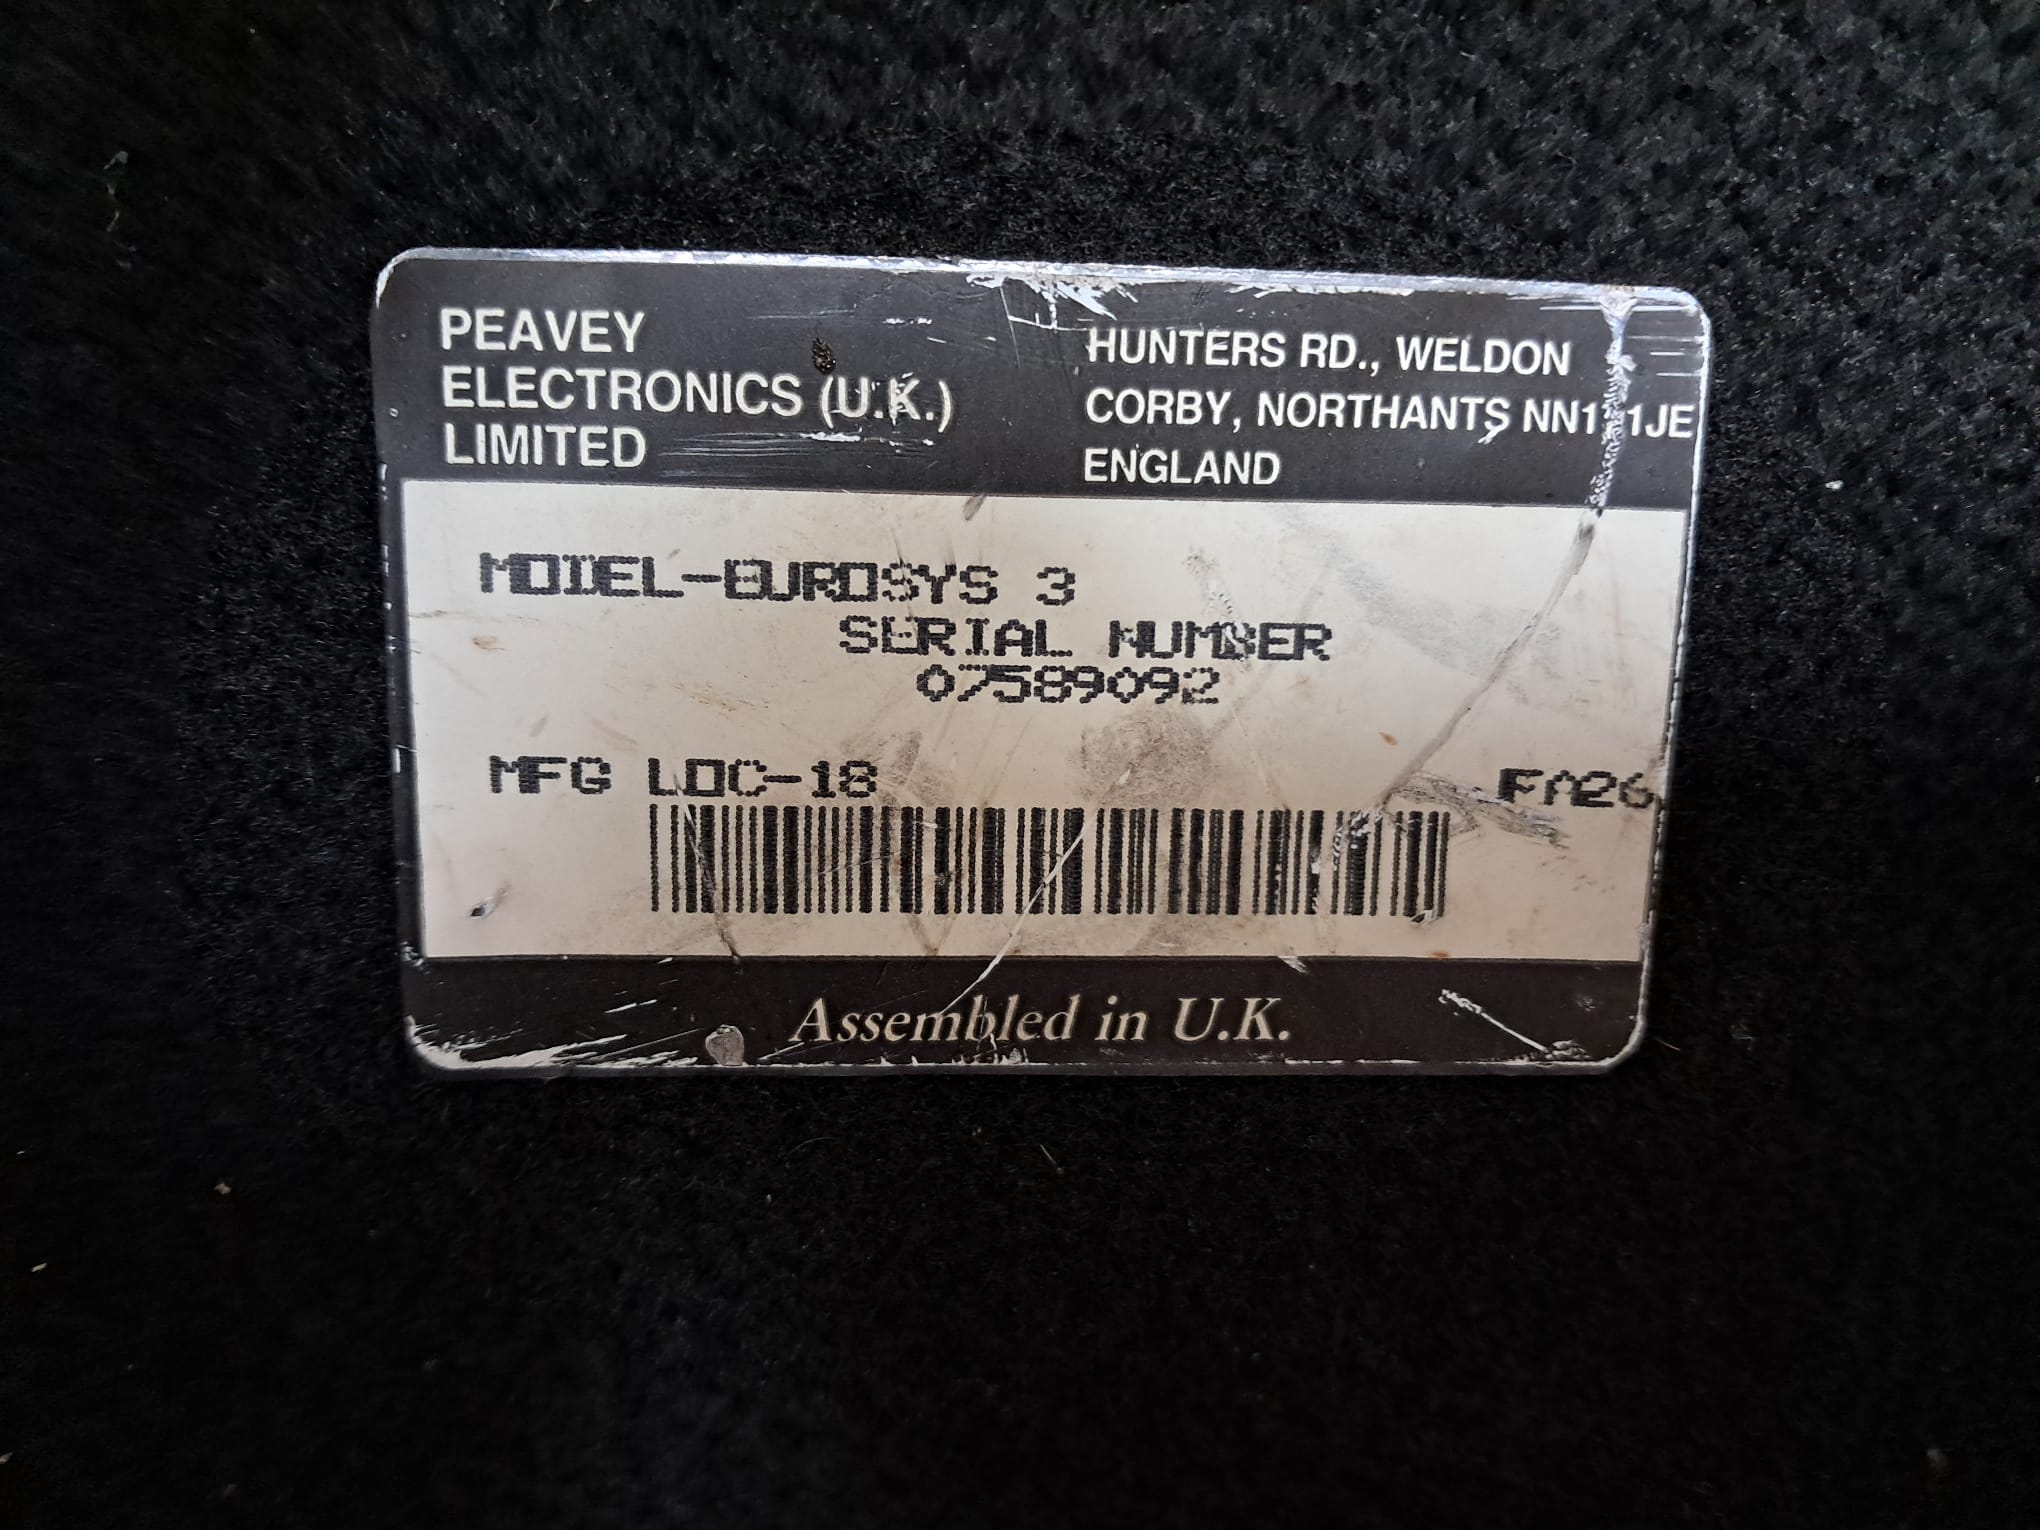 PEAVEY
ELECTRONICS (U.K.)
LIMITED
HUNTERS RD., WELDON
CORBY, NORTHANTS
ENGLAND
MODEL-EUROSYS 3
SERIAL NUMBER
07589092
MFG LOC-18
Assembled in U.K.